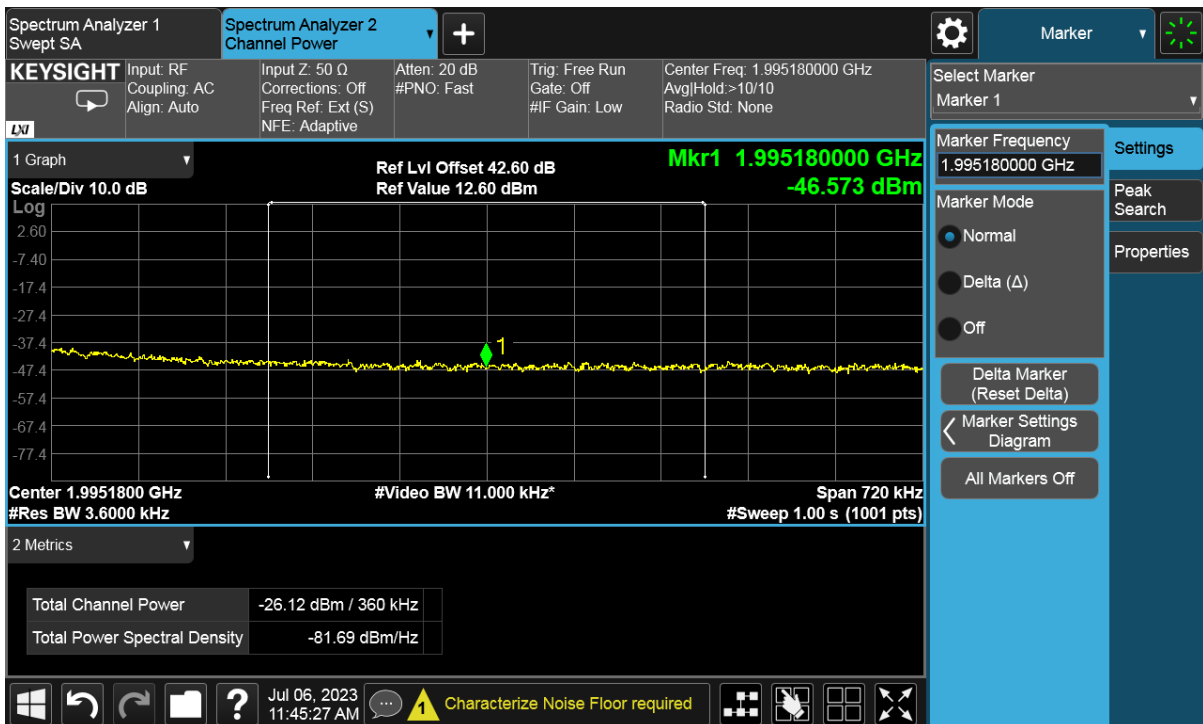 Spectrum Analyzer 1
Swept SA
Spectrum Analyzer 2
Channel Power
+
Marker
KEYSIGHT
LXI
Input: RF
Coupling: AC
Align: Auto
Input Z: 50 Ω
Corrections: Off
Freq Ref: Ext (S)
NFE: Adaptive
Atten: 20 dB
#PNO: Fast
Trig: Free Run
Gate: Off
#IF Gain: Low
Center Freq: 1.995180000 GHz
Avg|Hold:>10/10
Radio Std: None
Select Marker
Marker 1
1 Graph
Scale/Div 10.0 dB
Ref Lvl Offset 42.60 dB
Ref Value 12.60 dBm
Mkr1 1.995180000 GHz
-46.573 dBm
Log
2.60
-7.40
-17.4
-27.4
-37.4
-47.4
-57.4
-67.4
-77.4
1
Center 1.9951800 GHz
#Res BW 3.6000 kHz
#Video BW 11.000 kHz*
Span 720 kHz
#Sweep 1.00 s (1001 pts)
Marker Frequency
1.995180000 GHz
Marker Mode
Normal
Delta (Δ)
Off
Delta Marker
(Reset Delta)
Marker Settings
Diagram
All Markers Off
Settings
Peak
Search
Properties
2 Metrics
Total Channel Power -26.12 dBm / 360 kHz
Total Power Spectral Density -81.69 dBm/Hz
?
Jul 06, 2023
11:45:27 AM
1
Characterize Noise Floor required